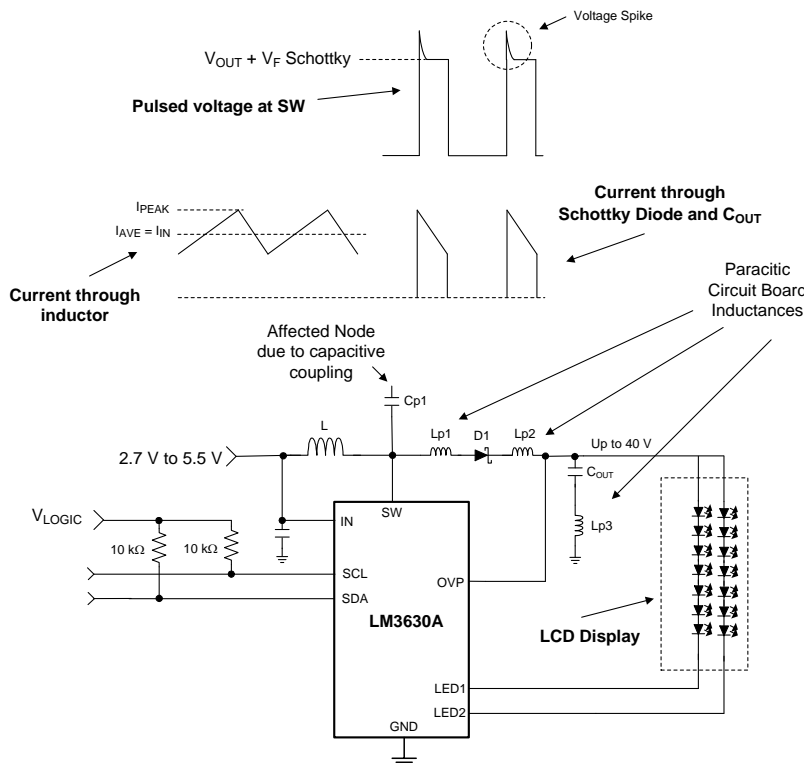 Voltage Spike
VOUT + VF Schottky
Pulsed voltage at SW
IPEAK
IAVE = IIN
Current through
Schottky Diode and COUT
Current through
inductor
Paracitic
Circuit Board
Inductances
Affected Node
due to capacitive
coupling
Cp1
L
Lp1
D1
Lp2
Up to 40 V
2.7 V to 5.5 V
COUT
SW
IN
Lp3
VLOGIC
10 kΩ
10 kΩ
SCL
OVP
SDA
LM3630A
LCD Display
LED1
LED2
GND